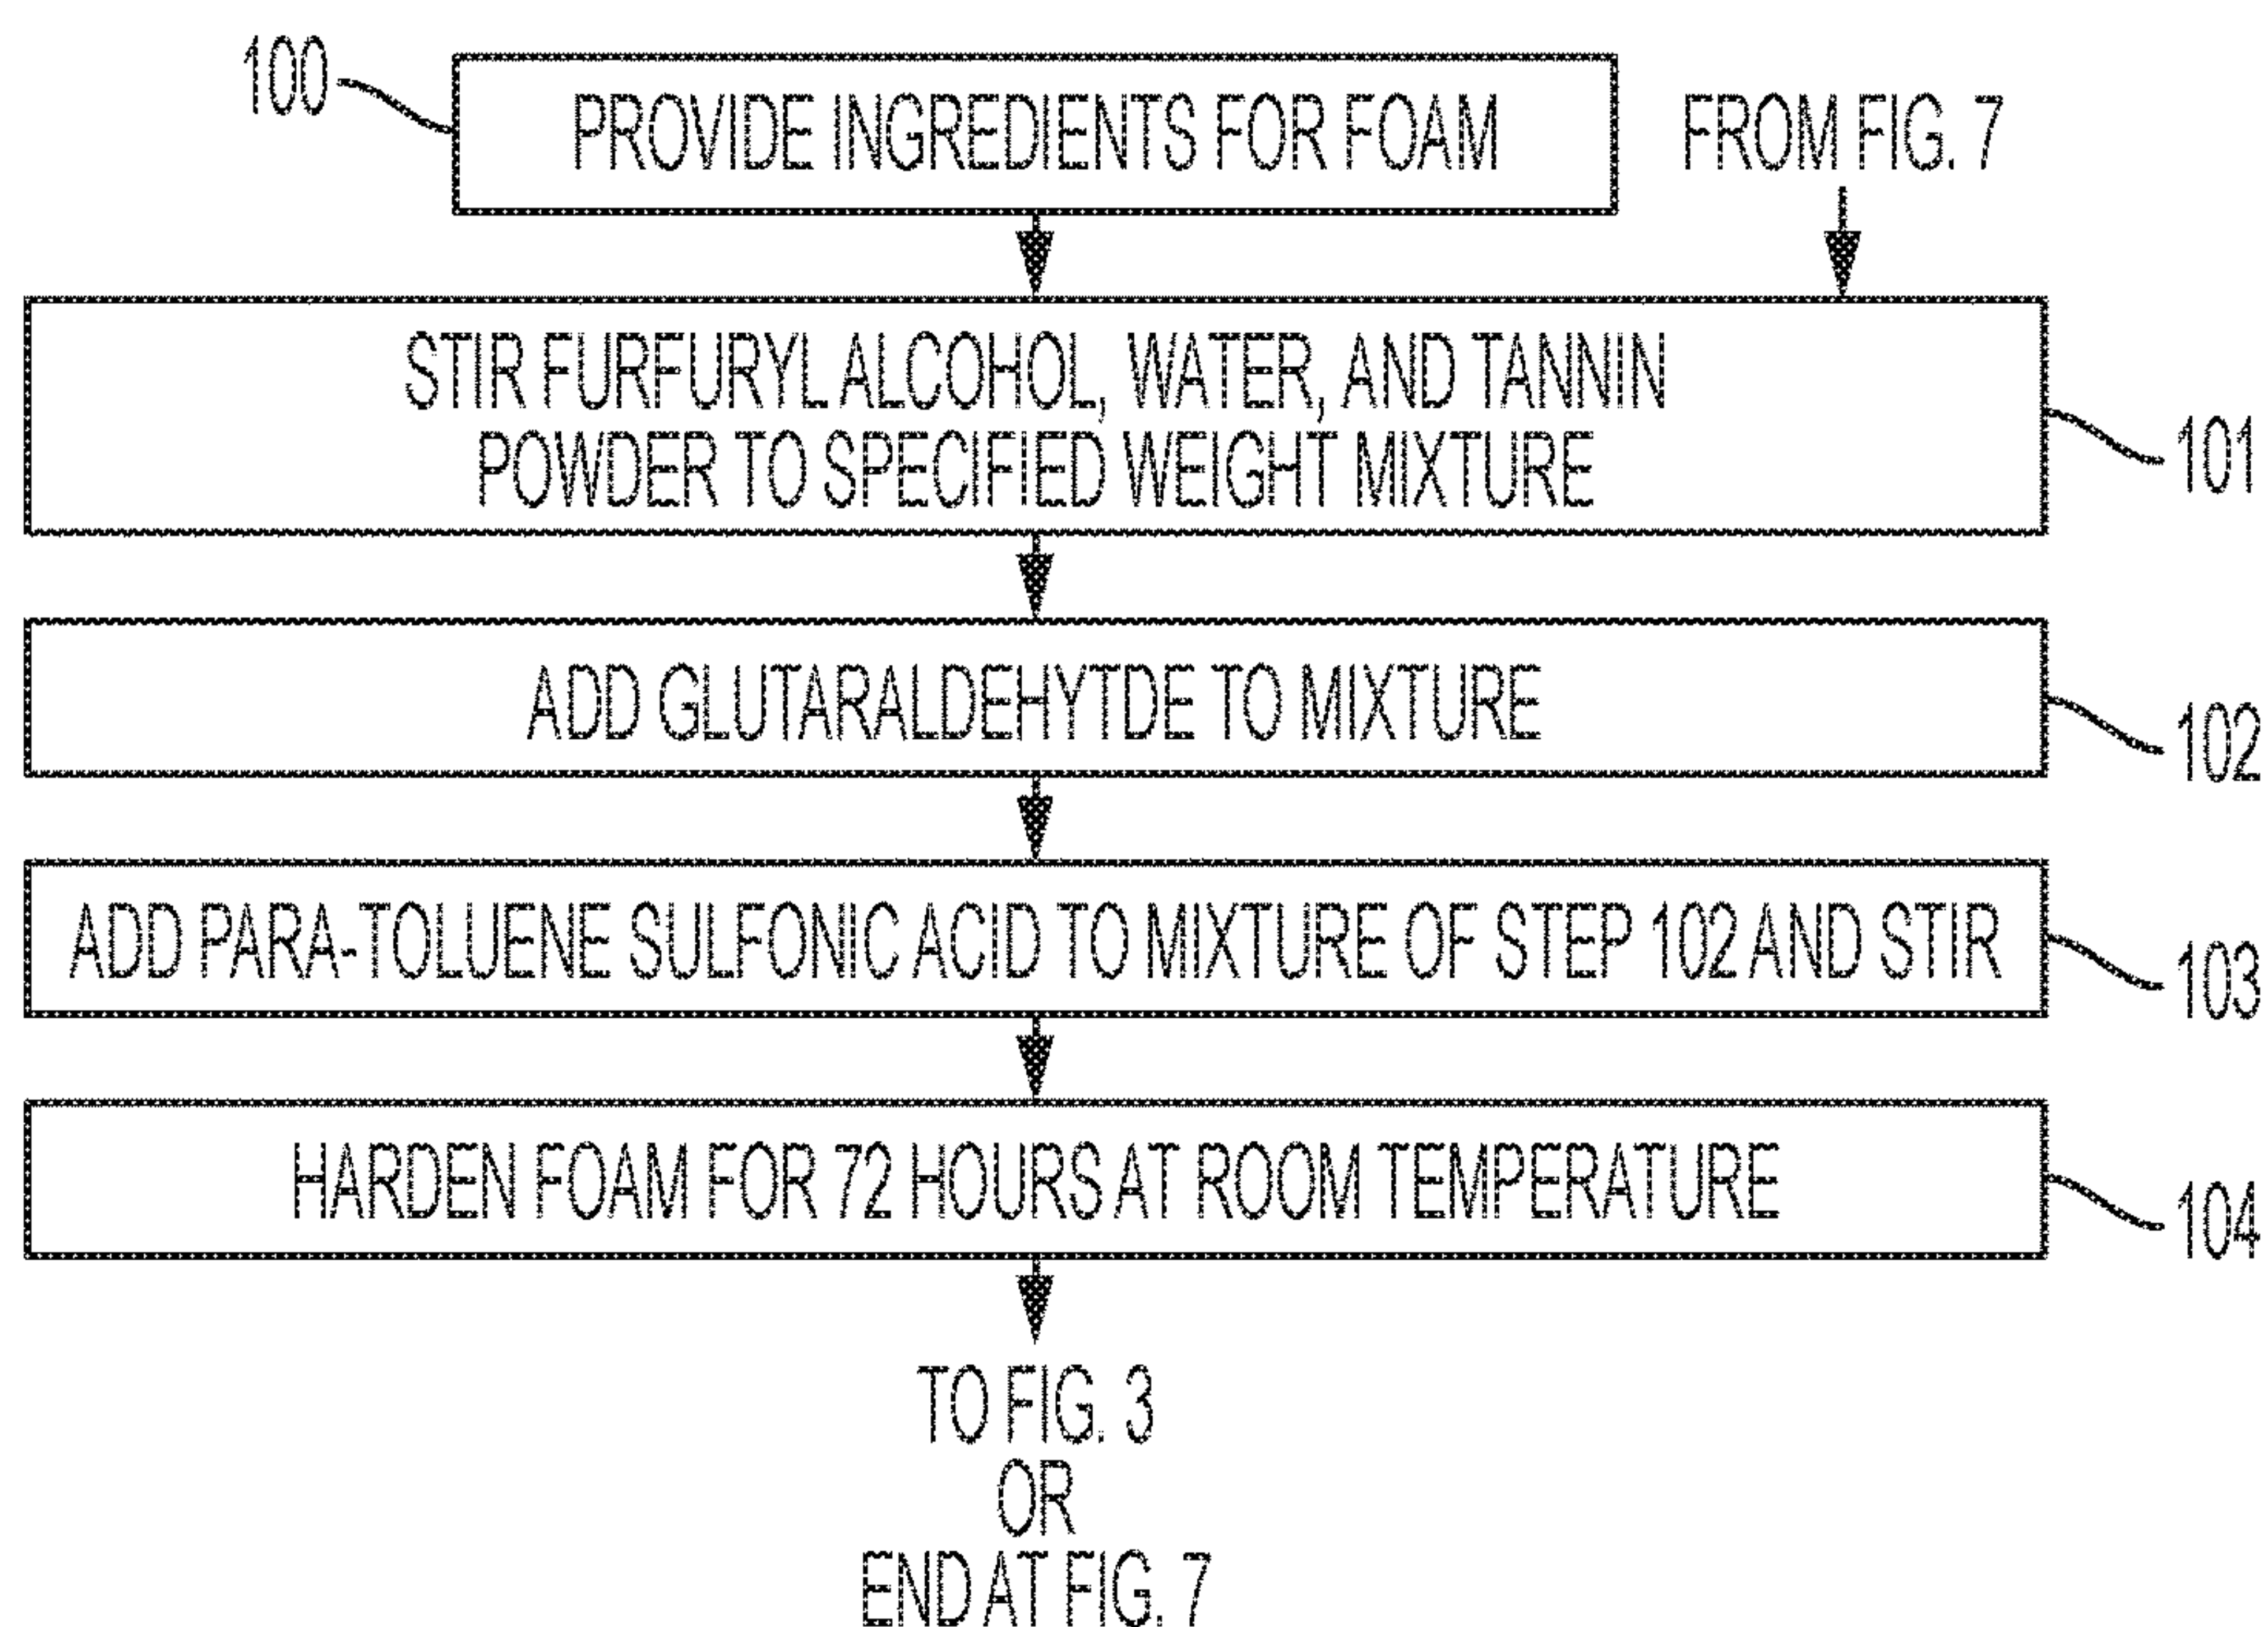 100
PROVIDE INGREDIENTS FOR FOAM
FROM FIG. 7
STIR FURFURYL ALCOHOL, WATER, AND TANNIN
POWDER TO SPECIFIED WEIGHT MIXTURE
101
ADD GLUTARALDEHYTDE TO MIXTURE
102
ADD PARA-TOLUENE SULFONIC ACID TO MIXTURE OF STEP 102 AND STIR
103
HARDEN FOAM FOR 72 HOURS AT ROOM TEMPERATURE
104
TO FIG. 3
OR
END AT FIG. 7